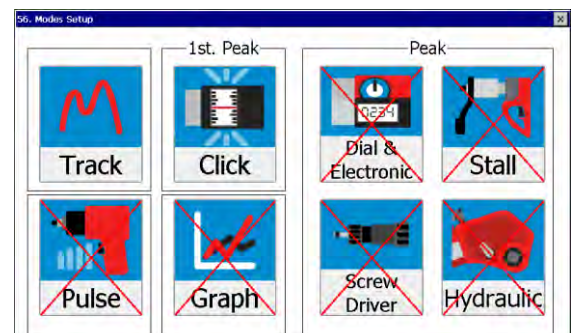 56. Modes Setup
1st. Peak
Peak
Track
Click
0234
Dial &
Electronic
Stall
Pulse
Graph
Screw
Driver
Hydraulic